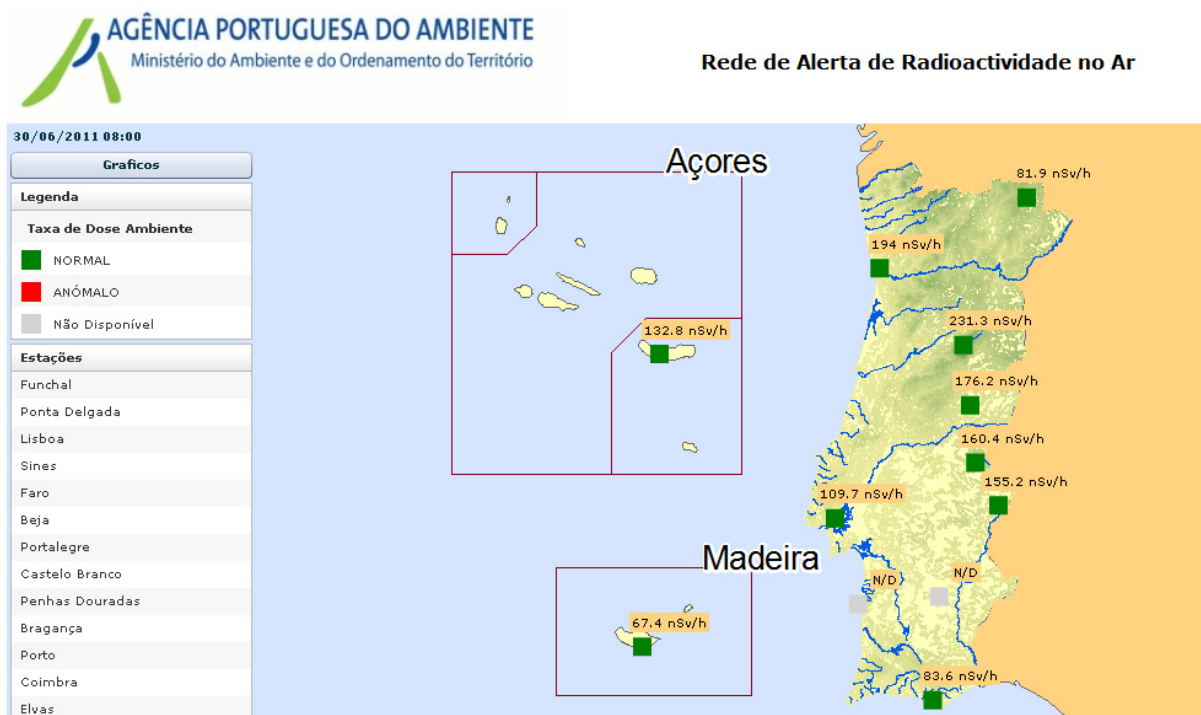 AGÊNCIA PORTUGUESA DO AMBIENTE
Ministério do Ambiente e do Ordenamento do Território
Rede de Alerta de Radioactividade no Ar
30/06/2011 08:00
Graficos
Legenda
Taxa de Dose Ambiente
NORMAL
ANÓMALO
Não Disponível
Estações
Funchal
Ponta Delgada
Lisboa
Sines
Faro
Beja
Portalegre
Castelo Branco
Penhas Douradas
Bragança
Porto
Coimbra
Elvas
Açores
132.8 nSv/h
Madeira
67.4 nSv/h
81.9 nSv/h
194 nSv/h
231.3 nSv/h
176.2 nSv/h
160.4 nSv/h
155.2 nSv/h
109.7 nSv/h
N/D
N/D
83.6 nSv/h